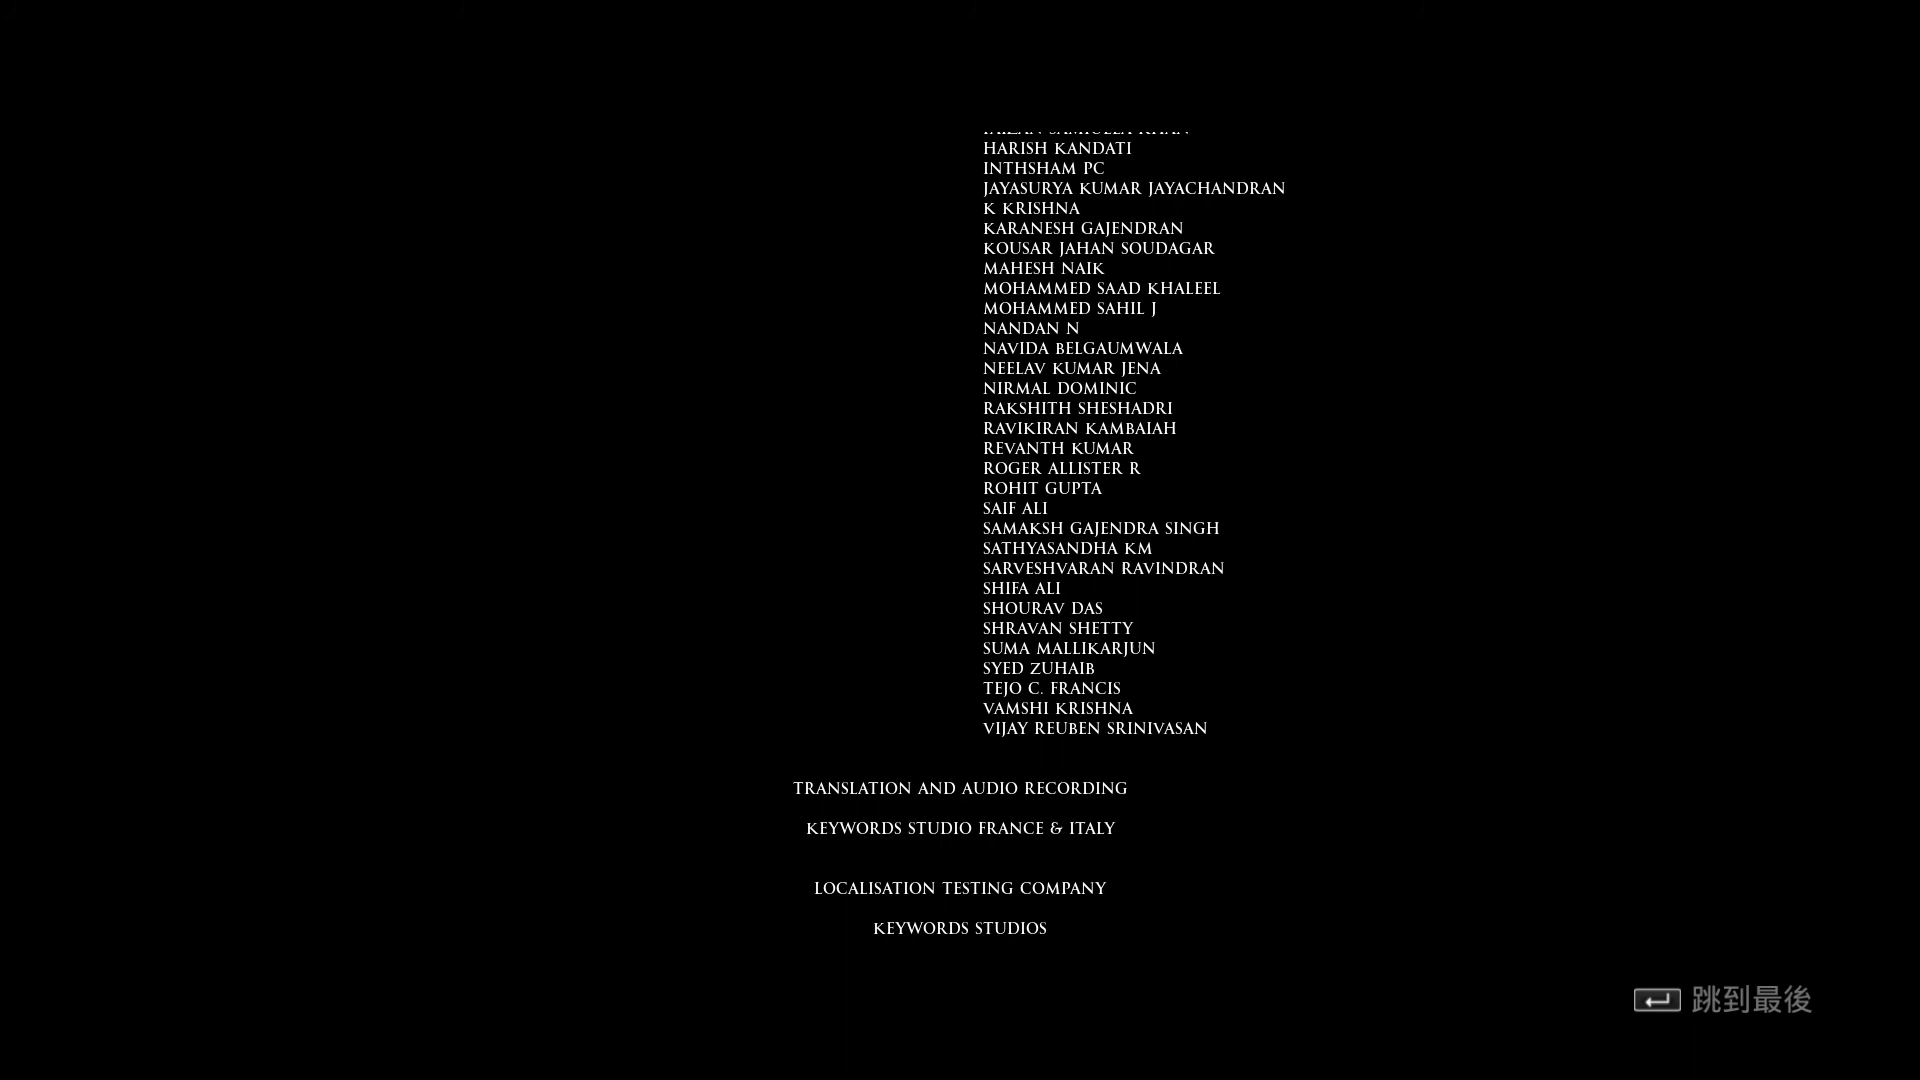 HARISH KANDATI
INTHSHAM PC
JAYASURYA KUMAR JAYACHANDRAN
K KRISHNA
KARANESH GAJENDRAN
KOUSAR JAHAN SOUDAGAR
MAHESH NAIK
MOHAMMED SAAD KHALEEL
MOHAMMED SAHIL J
NANDAN N
NAVIDA BELGAUMWALA
NEELAV KUMAR JENA
NIRMAL DOMINIC
RAKSHITH SHESHADRI
RAVIKIRAN KAMBAIAH
REVANTH KUMAR
ROGER ALLISTER R
ROHIT GUPTA
SAIF ALI
SAMAKSH GAJENDRA SINGH
SATHYASANDHA KM
SARVESHVARAN RAVINDRAN
SHIFA ALI
SHOURAV DAS
SHRAVAN SHETTY
SUMA MALLIKARJUN
SYED ZUHAIB
TEJO C. FRANCIS
VAMSHI KRISHNA
VIJAY REUBEN SRINIVASAN
TRANSLATION AND AUDIO RECORDING
KEYWORDS STUDIO FRANCE & ITALY
LOCALISATION TESTING COMPANY
KEYWORDS STUDIOS
跳到最後